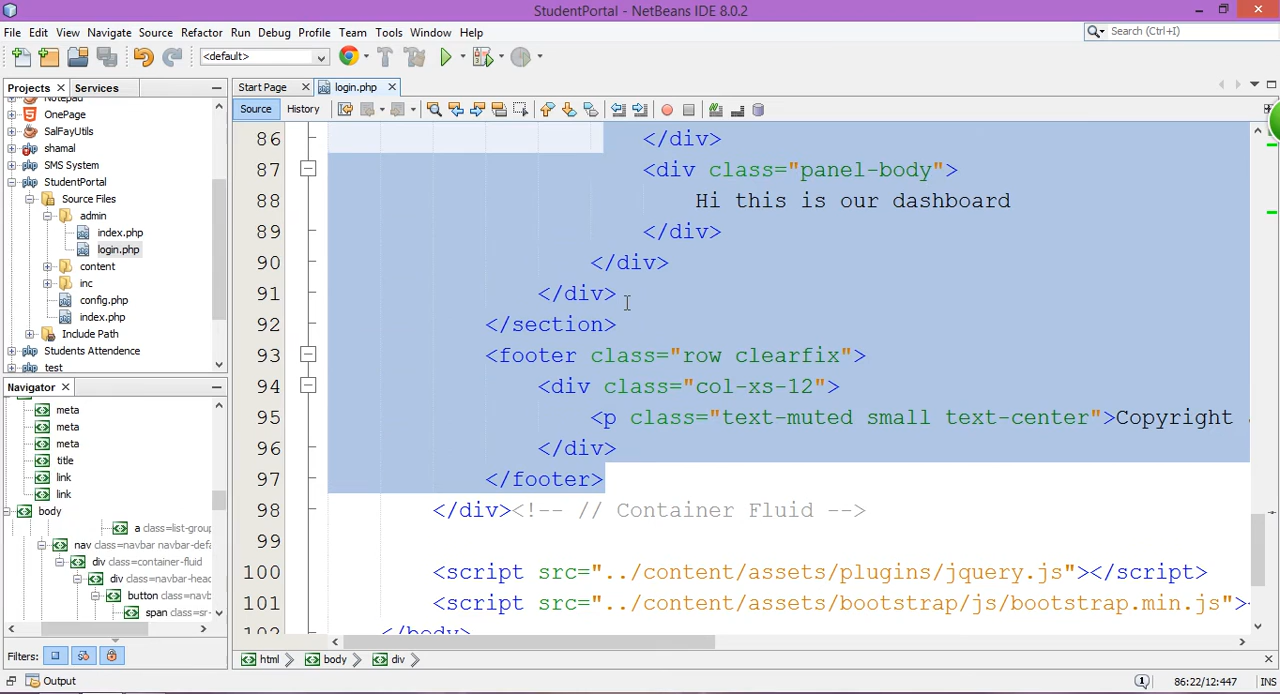 StudentPortal - NetBeans IDE 8.0.2
File Edit View Navigate Source Refactor Run Debug Profile Team Tools Window Help
Search (Ctrl+I)
<default>
Projects Services
Start Page login.php
Source History
Notepad
OnePage
SalFayUtils
shamal
SMS System
StudentPortal
Source Files
admin
index.php
login.php
content
inc
config.php
index.php
Include Path
Students Attendence
test
Navigator
meta
meta
meta
title
link
link
body
a class=list-group
nav class=navbar navbar-def
div class=container-fluid
div class=navbar-head
button class=navb
span class=sr-
Filters:
Output
86 </div>
87 <div class="panel-body">
88 Hi this is our dashboard
89 </div>
90 </div>
91 </div>
92 </section>
93 <footer class="row clearfix">
94 <div class="col-xs-12">
95 <p class="text-muted small text-center">Copyright
96 </div>
97 </footer>
98 </div><!-- // Container Fluid -->
99
100 <script src="../content/assets/plugins/jquery.js"></script>
101 <script src="../content/assets/bootstrap/js/bootstrap.min.js"><
102 </body>
html body div
1 86:22/12:447 INS